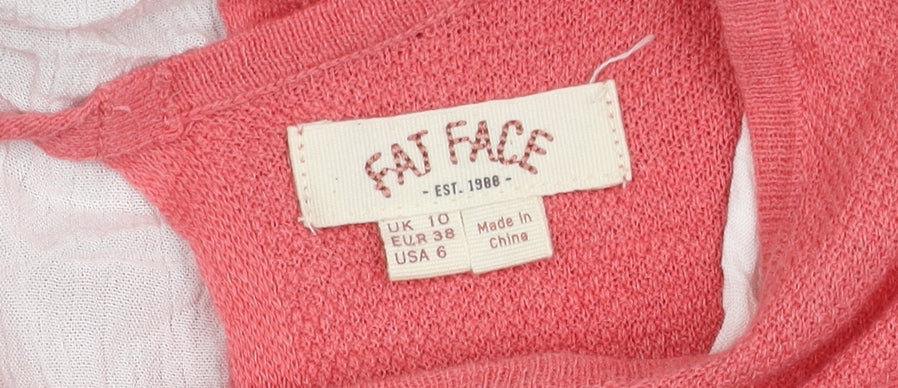 FAT FACE
- EST. 1988 -
UK 10
EUR 38
USA 6
Made In
China